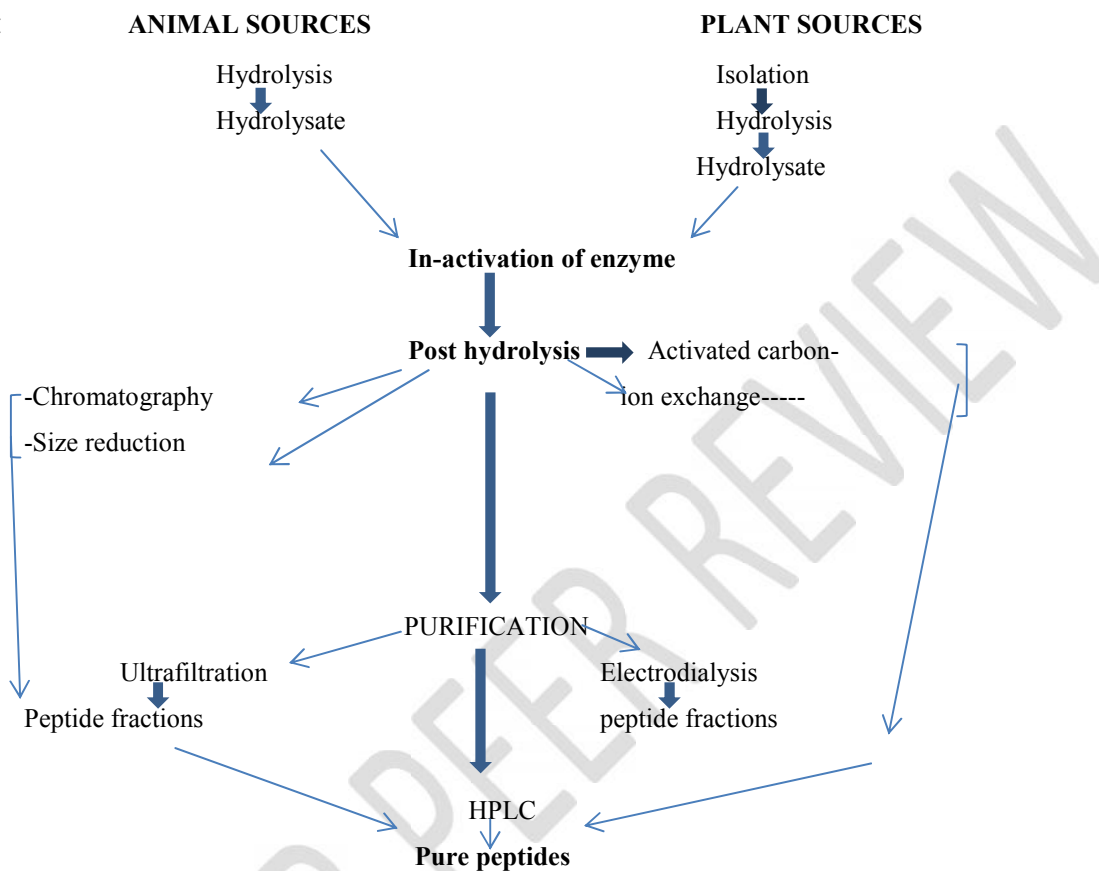 ANIMAL SOURCES PLANT SOURCES
Hydrolysis Isolation
Hydrolysate Hydrolysis
Hydrolysate
In-activation of enzyme
Post hydrolysis Activated carbon-
-Chromatography ion exchange-----
-Size reduction
PURIFICATION
Ultrafiltration Electrodialysis
Peptide fractions peptide fractions
HPLC
Pure peptides
PEER REVIEW